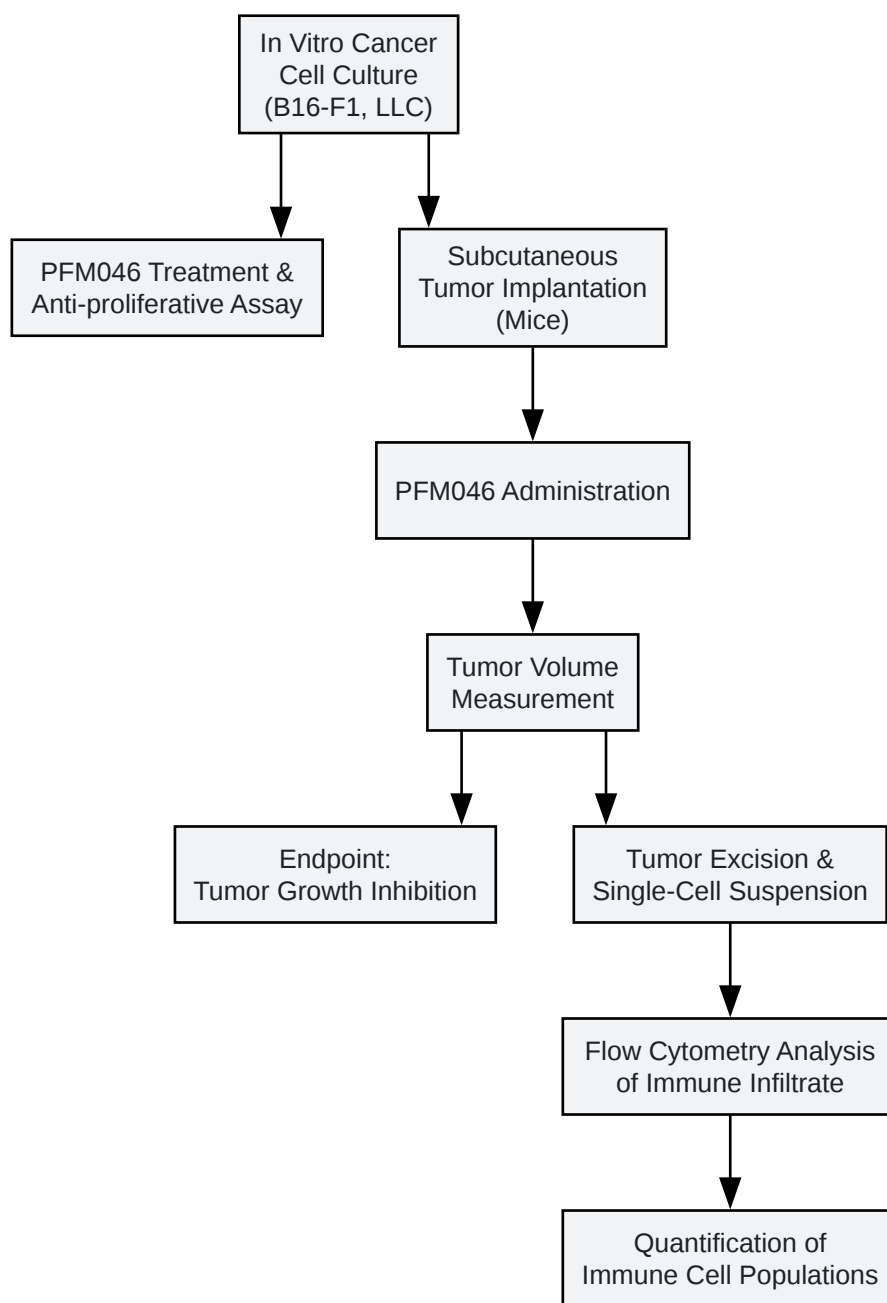 In Vitro Cancer
Cell Culture
(B16-F1, LLC)
PFM046 Treatment &
Anti-proliferative Assay
Subcutaneous
Tumor Implantation
(Mice)
PFM046 Administration
Tumor Volume
Measurement
Endpoint:
Tumor Growth Inhibition
Tumor Excision &
Single-Cell Suspension
Flow Cytometry Analysis
of Immune Infiltrate
Quantification of
Immune Cell Populations